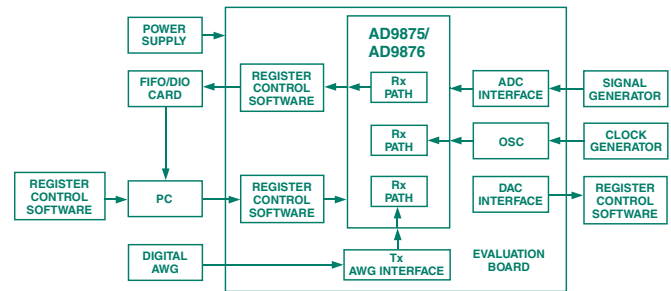 POWER
SUPPLY
AD9875/
AD9876
FIFO/DIO
CARD
REGISTER
CONTROL
SOFTWARE
Rx
PATH
ADC
INTERFACE
SIGNAL
GENERATOR
Rx
PATH
OSC
CLOCK
GENERATOR
REGISTER
CONTROL
SOFTWARE
PC
REGISTER
CONTROL
SOFTWARE
Rx
PATH
DAC
INTERFACE
REGISTER
CONTROL
SOFTWARE
DIGITAL
AWG
Tx
AWG INTERFACE
EVALUATION
BOARD